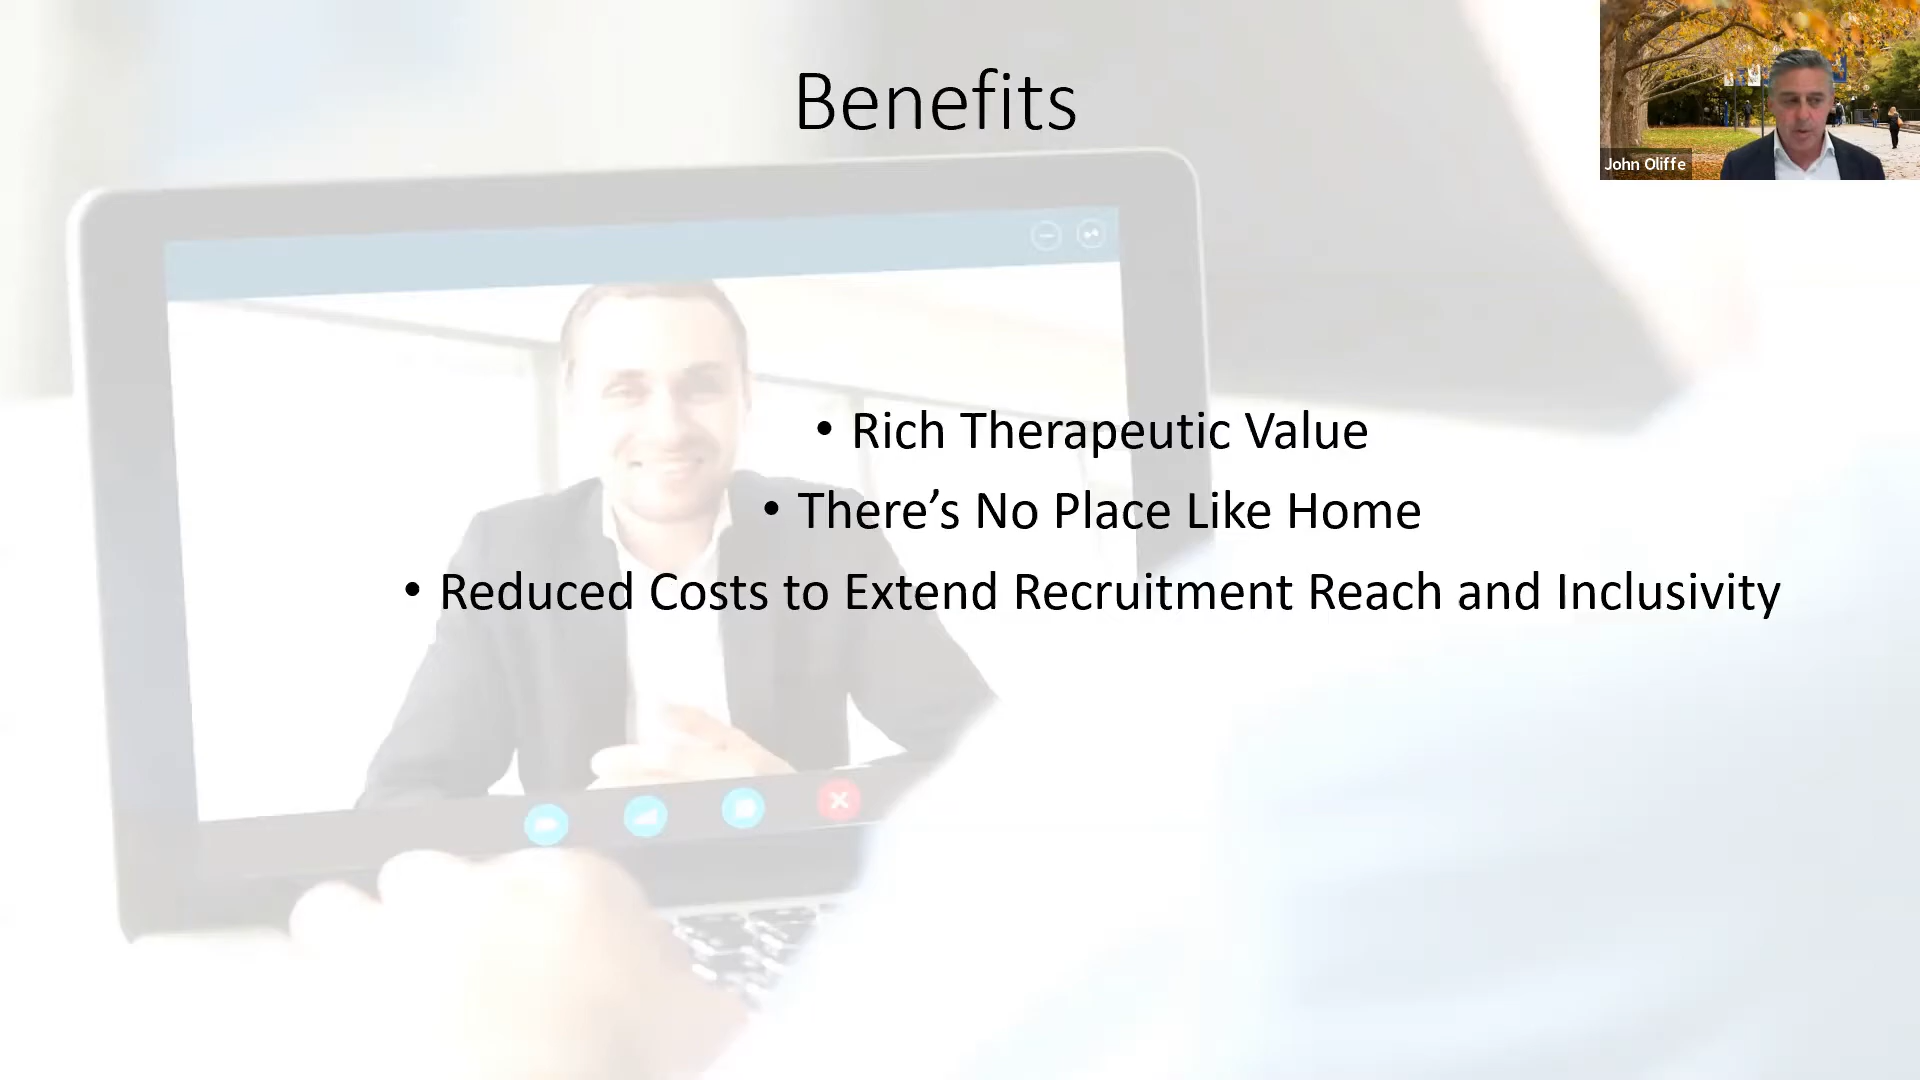 Benefits
John Oliffe
• Rich Therapeutic Value
• There’s No Place Like Home
• Reduced Costs to Extend Recruitment Reach and Inclusivity